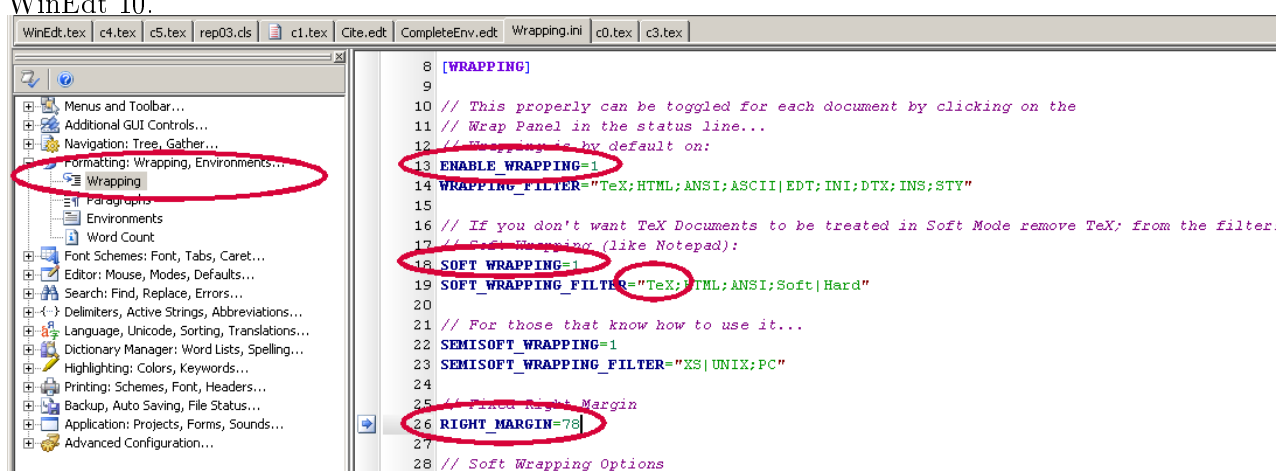 WinEdt 10.
WinEdt.tex c4.tex c5.tex rep03.cls c1.tex Cite.edt CompleteEnv.edt Wrapping.ini c0.tex c3.tex
Menus and Toolbar...
Additional GUI Controls...
Navigation: Tree, Gather...
Formatting: Wrapping, Environments...
Wrapping
Paragraphs
Environments
Word Count
Font Schemes: Font, Tabs, Caret...
Editor: Mouse, Modes, Defaults...
Search: Find, Replace, Errors...
Delimiters, Active Strings, Abbreviations...
Language, Unicode, Sorting, Translations...
Dictionary Manager: Word Lists, Spelling...
Highlighting: Colors, Keywords...
Printing: Schemes, Font, Headers...
Backup, Auto Saving, File Status...
Application: Projects, Forms, Sounds...
Advanced Configuration...
8 [WRAPPING]
9
10 // This properly can be toggled for each document by clicking on the
11 // Wrap Panel in the status line...
12 // Wrapping is by default on:
13 ENABLE_WRAPPING=1
14 WRAPPING_FILTER="TeX;HTML;ANSI;ASCII|EDT;INI;DTX;INS;STY"
15
16 // If you don't want TeX Documents to be treated in Soft Mode remove TeX; from the filter.
17 // Soft Wrapping (like Notepad):
18 SOFT_WRAPPING=1
19 SOFT_WRAPPING_FILTER="TeX;HTML;ANSI;Soft|Hard"
20
21 // For those that know how to use it...
22 SEMISOFT_WRAPPING=1
23 SEMISOFT_WRAPPING_FILTER="XS|UNIX;PC"
24
25 // Fixed Right Margin
26 RIGHT_MARGIN=78
27
28 // Soft Wrapping Options